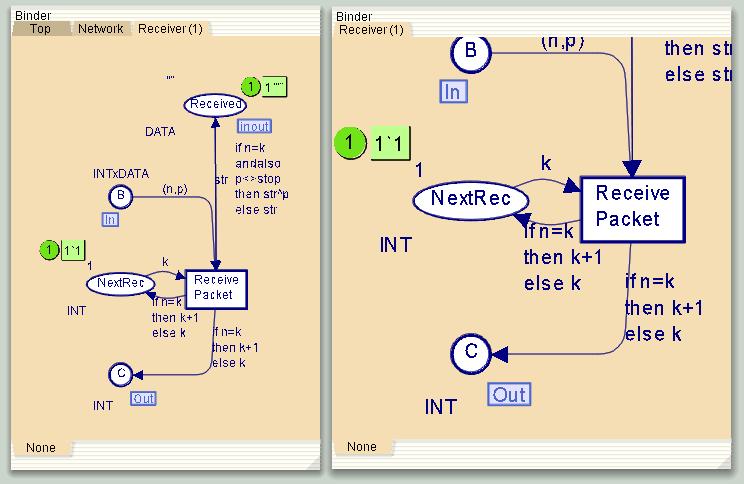 Binder
Top Network Receiver (1)
""
1 1`""
Received
DATA
inout
if n=k
andalso
p<>stop
then str^p
else str
str
INTxDATA
B
(n,p)
In
1 1`1
1
k
NextRec
Receive
Packet
INT
if n=k
then k+1
else k
if n=k
then k+1
else k
C
Out
INT
None
Binder
Receiver (1)
B
(n,p)
then str
else str
In
1 1`1
1
k
NextRec
Receive
Packet
INT
if n=k
then k+1
else k
if n=k
then k+1
else k
C
Out
INT
None